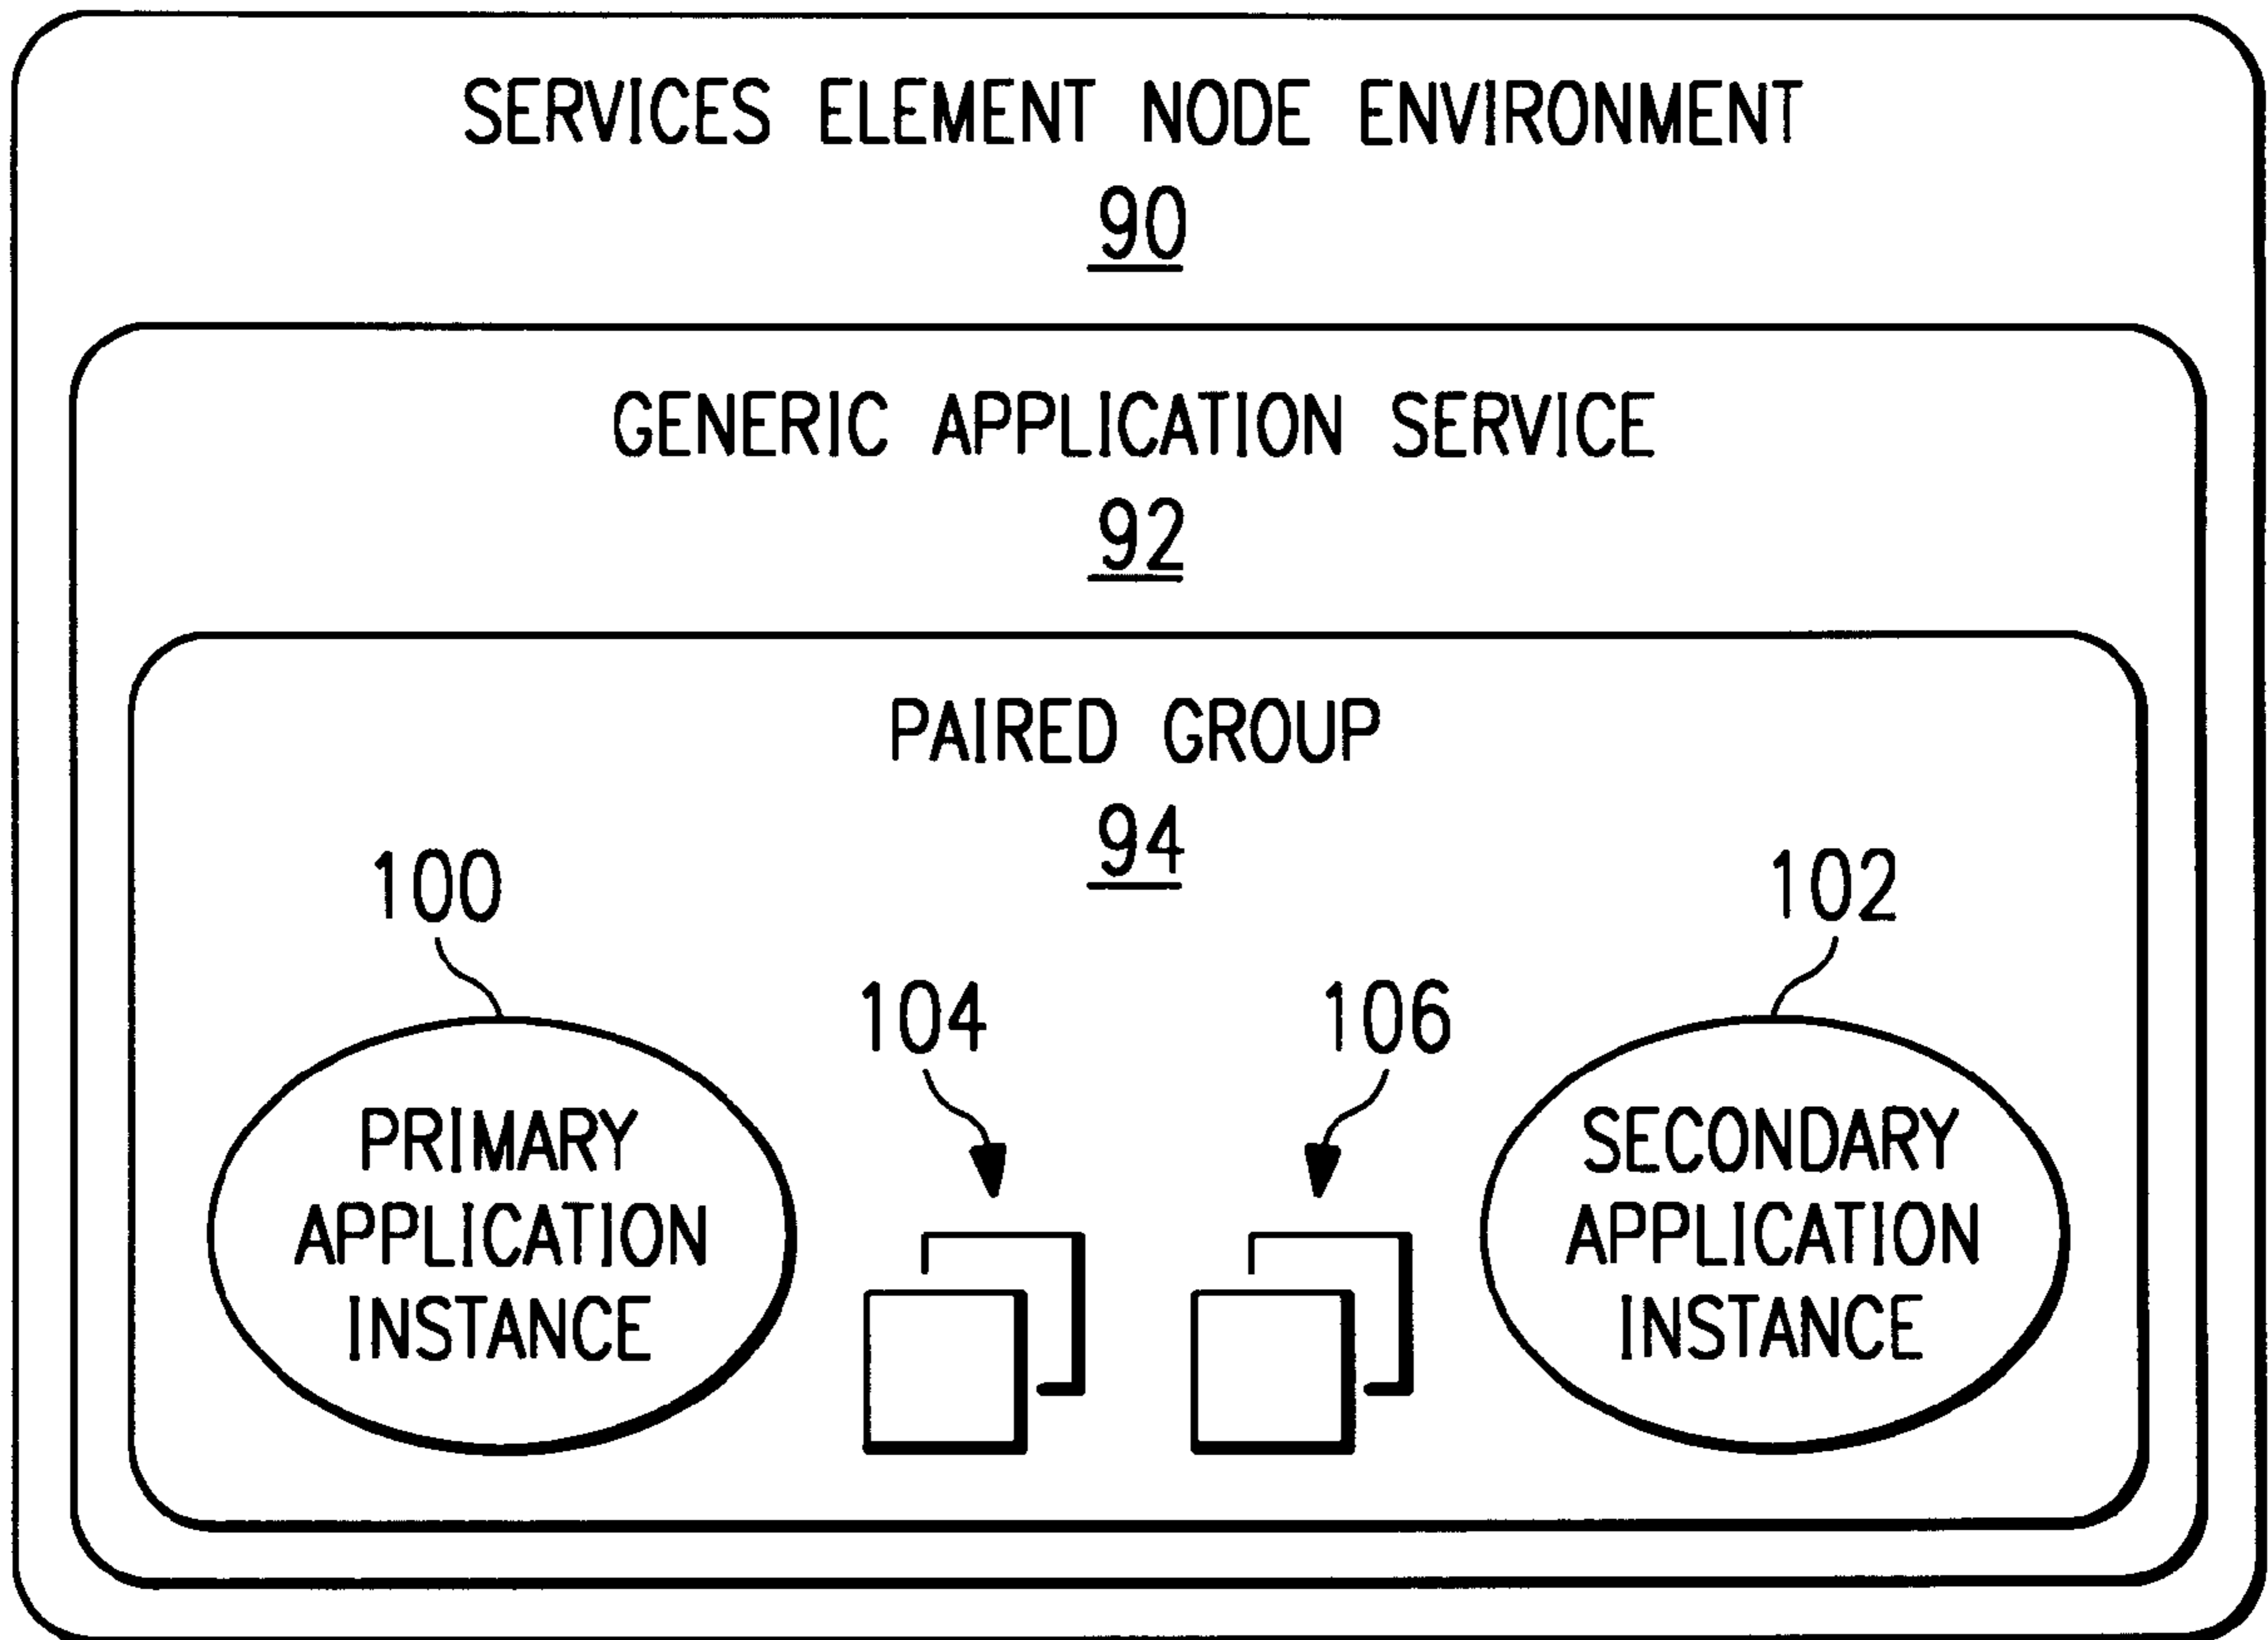 SERVICES ELEMENT NODE ENVIRONMENT
90
GENERIC APPLICATION SERVICE
92
PAIRED GROUP
94
100
102
104
106
PRIMARY
APPLICATION
INSTANCE
SECONDARY
APPLICATION
INSTANCE